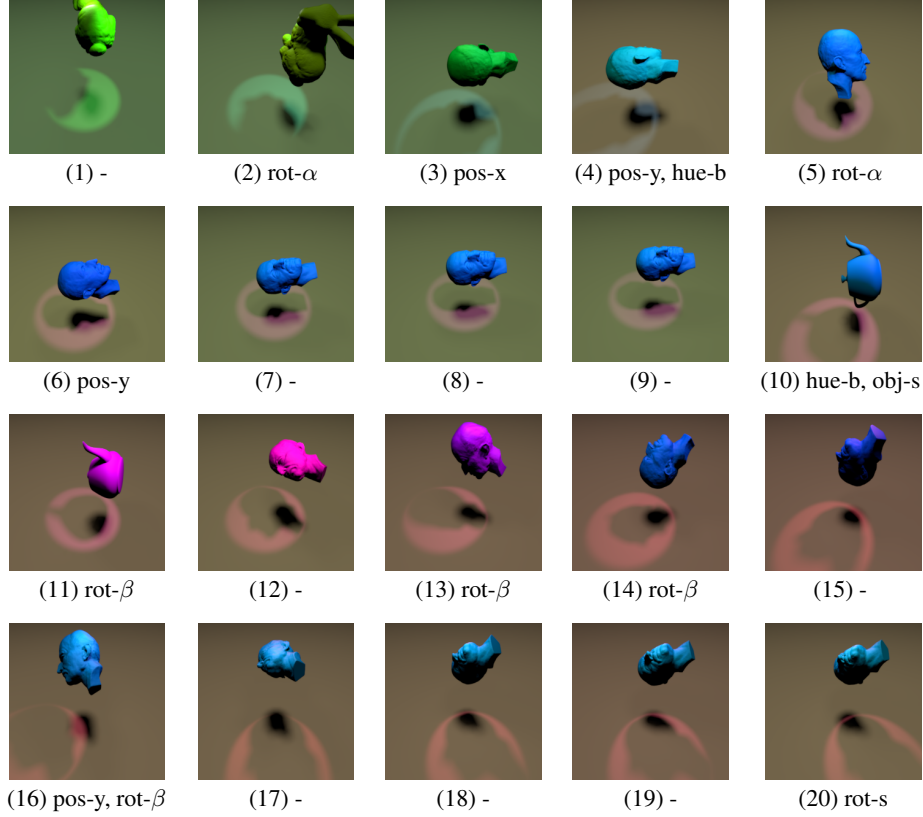 (1) -
(2) rot-α
(3) pos-x
(4) pos-y, hue-b
(5) rot-α
(6) pos-y
(7) -
(8) -
(9) -
(10) hue-b, obj-s
(11) rot-β
(12) -
(13) rot-β
(14) rot-β
(15) -
(16) pos-y, rot-β
(17) -
(18) -
(19) -
(20) rot-s